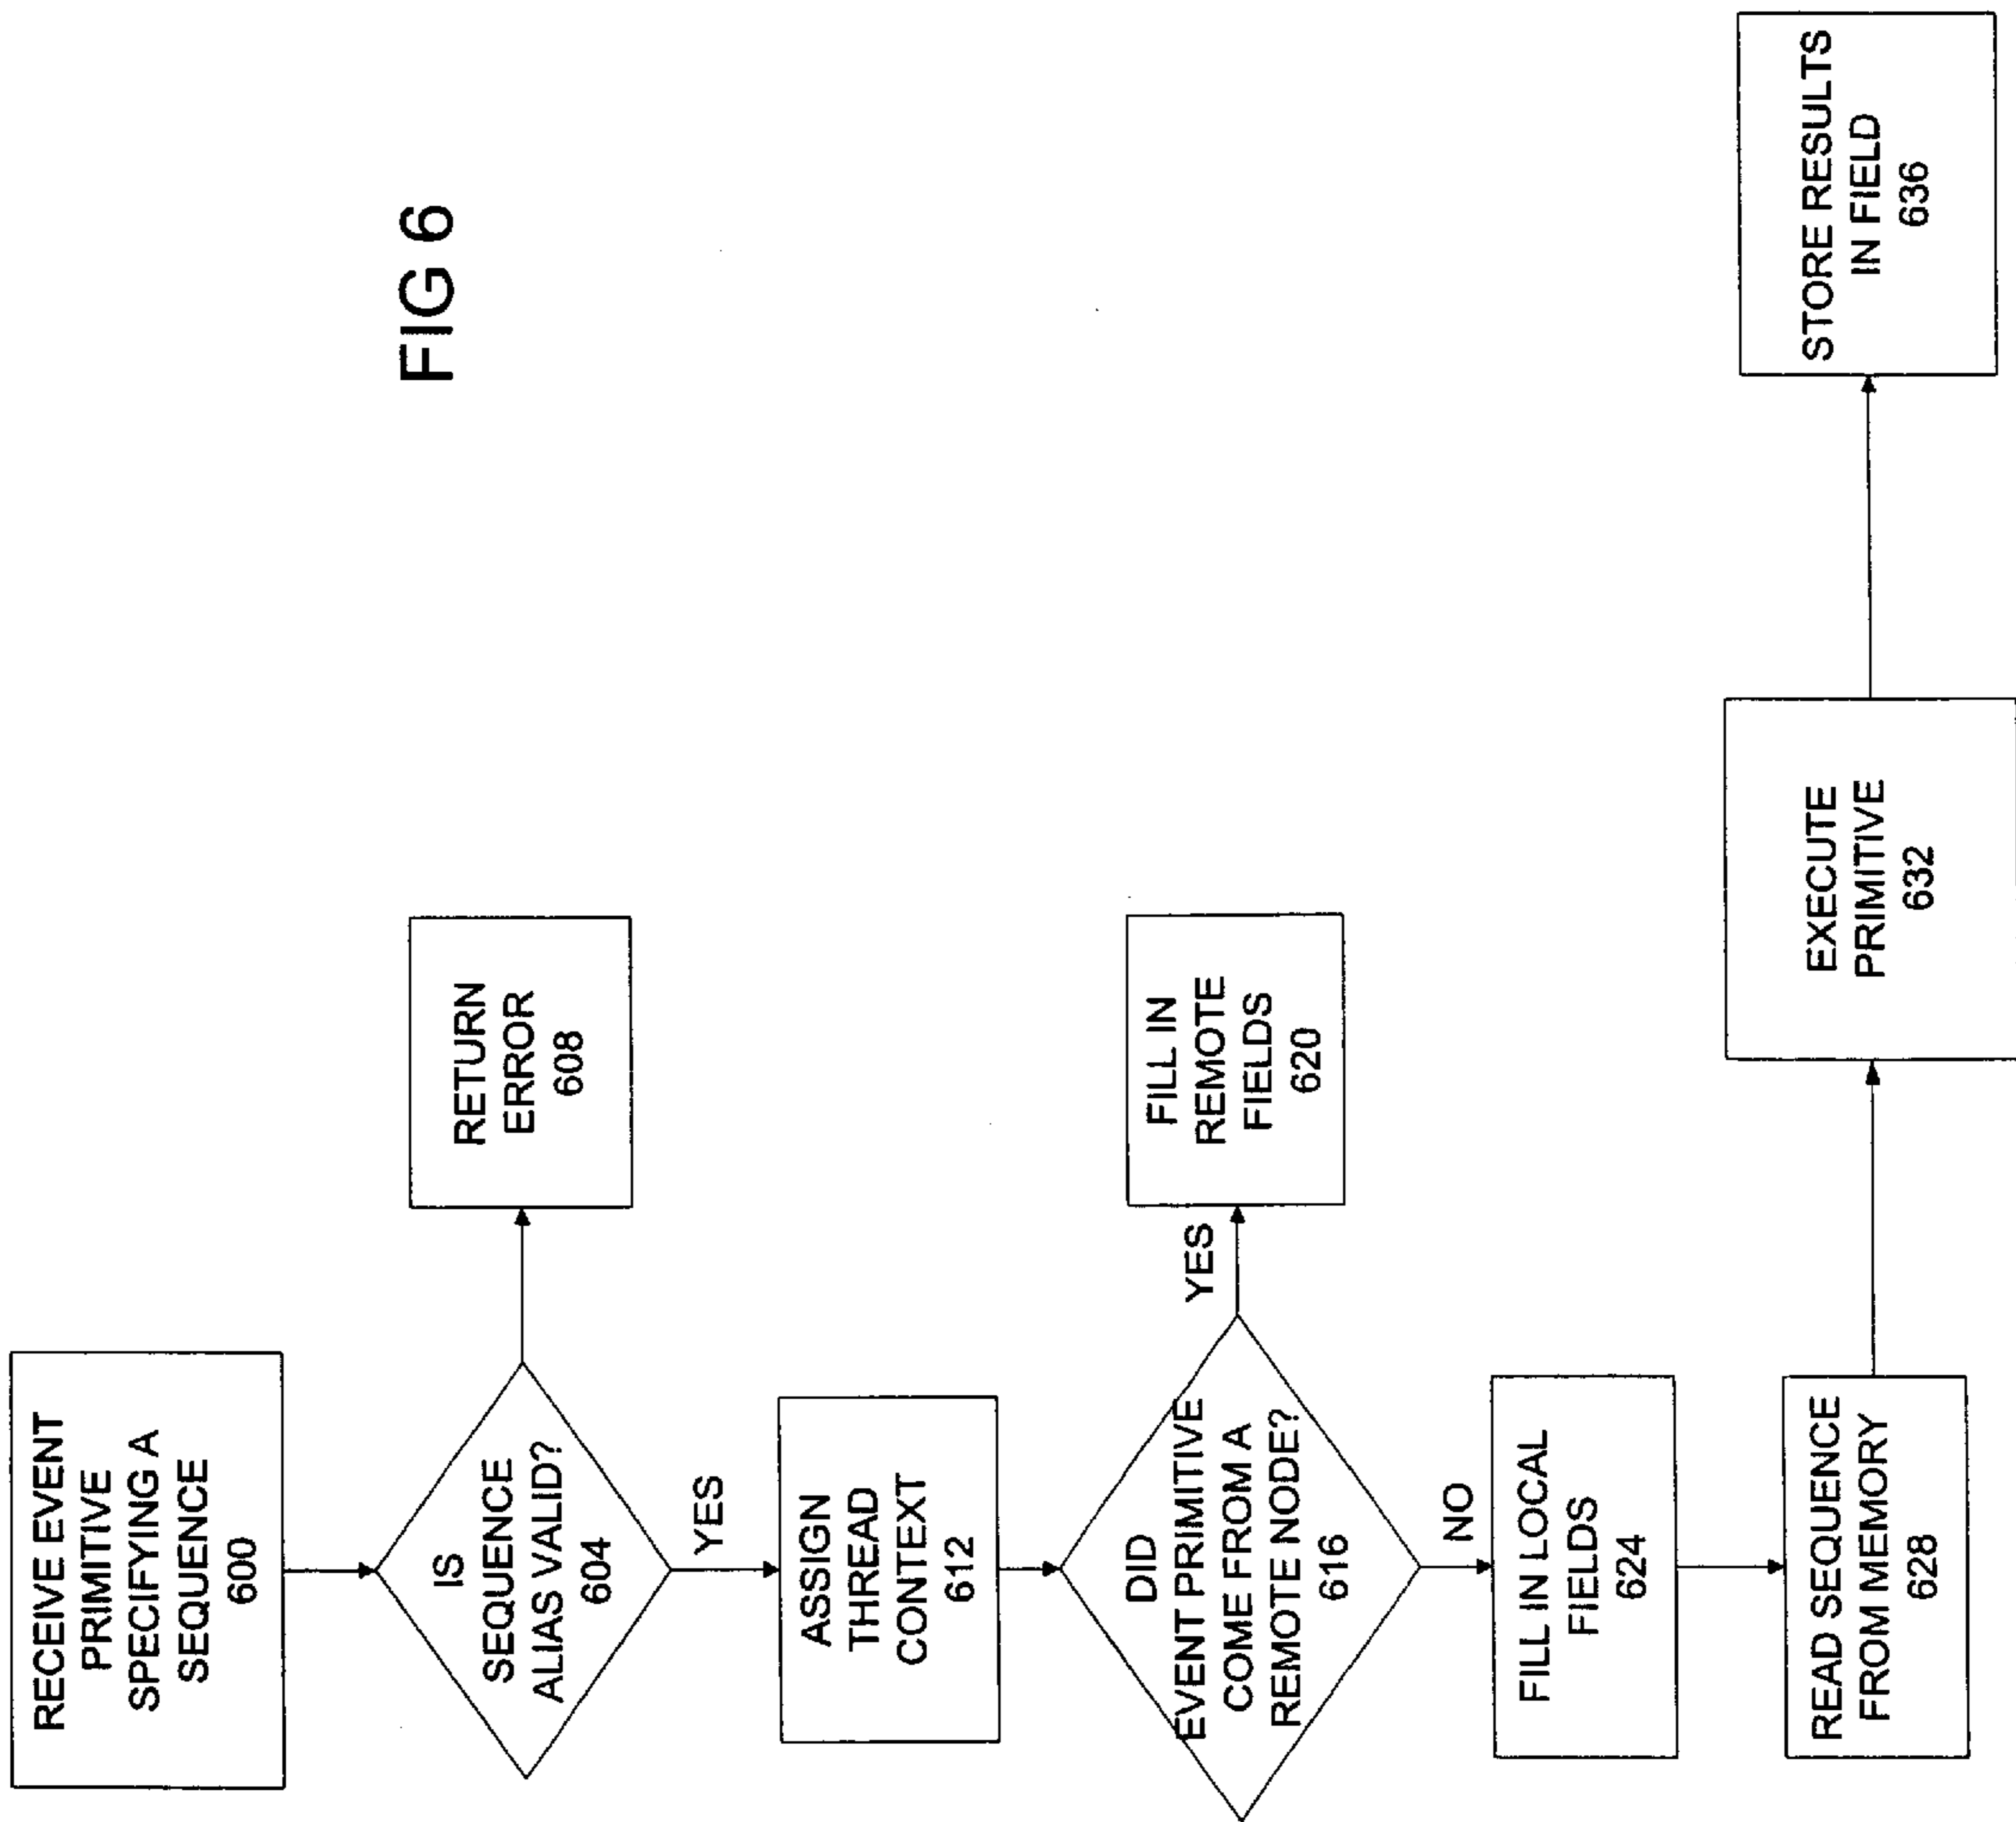 FIG 6
RECEIVE EVENT
PRIMITIVE
SPECIFYING A
SEQUENCE
600
IS
SEQUENCE
ALIAS VALID?
604
RETURN
ERROR
608
YES
ASSIGN
THREAD
CONTEXT
612
DID
EVENT PRIMITIVE
COME FROM A
REMOTE NODE?
616
YES
FILL IN
REMOTE
FIELDS
620
NO
FILL IN LOCAL
FIELDS
624
READ SEQUENCE
FROM MEMORY
628
EXECUTE
PRIMITIVE
632
STORE RESULTS
IN FIELD
636